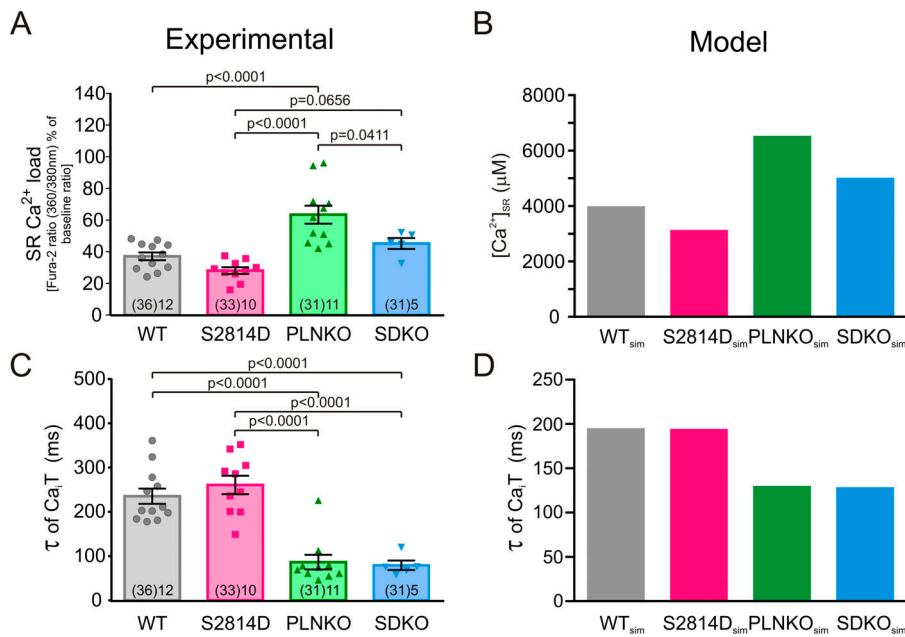 A
Experimental
SR Ca2+ load
[Fura-2 ratio (360/380nm) % of
baseline ratio]
140
120
100
80
60
40
20
0
p<0.0001
p=0.0656
p<0.0001
p=0.0411
(36)12
(33)10
(31)11
(31)5
WT
S2814D
PLNKO
SDKO
B
Model
[Ca2+]SR (μM)
8000
6000
4000
2000
0
WTsim
S2814Dsim
PLNKOsim
SDKOsim
C
τ of CaiT (ms)
500
400
300
200
100
0
p<0.0001
p<0.0001
p<0.0001
p<0.0001
(36)12
(33)10
(31)11
(31)5
WT
S2814D
PLNKO
SDKO
D
τ of CaiT (ms)
250
200
150
100
50
0
WTsim
S2814Dsim
PLNKOsim
SDKOsim